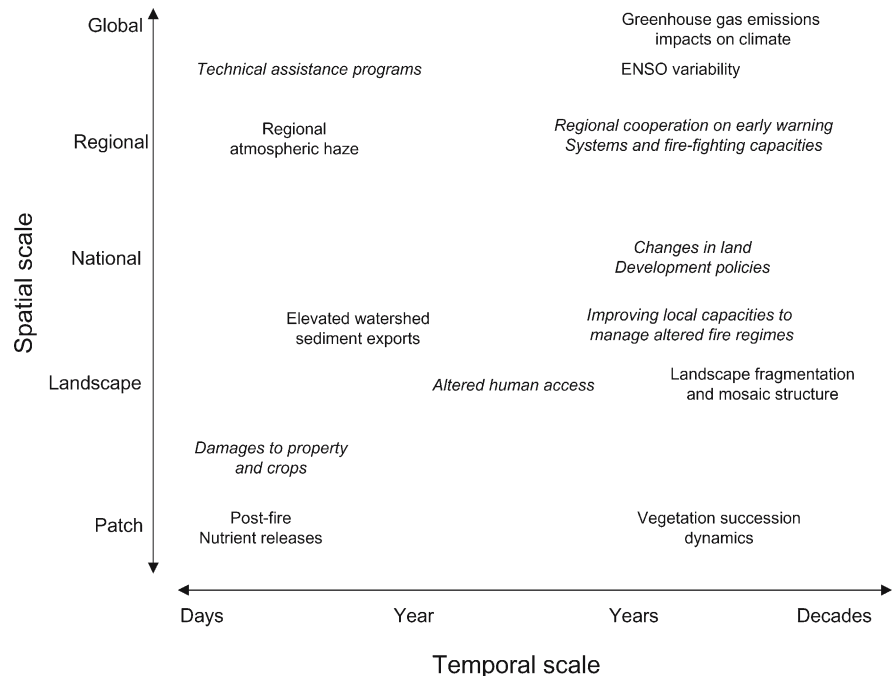 Global
Greenhouse gas emissions
impacts on climate
Technical assistance programs
ENSO variability
Regional
Regional
atmospheric haze
Regional cooperation on early warning
Systems and fire-fighting capacities
Spatial scale
National
Changes in land
Development policies
Elevated watershed
sediment exports
Improving local capacities to
manage altered fire regimes
Landscape
Altered human access
Landscape fragmentation
and mosaic structure
Damages to property
and crops
Patch
Post-fire
Nutrient releases
Vegetation succession
dynamics
Days
Year
Years
Decades
Temporal scale